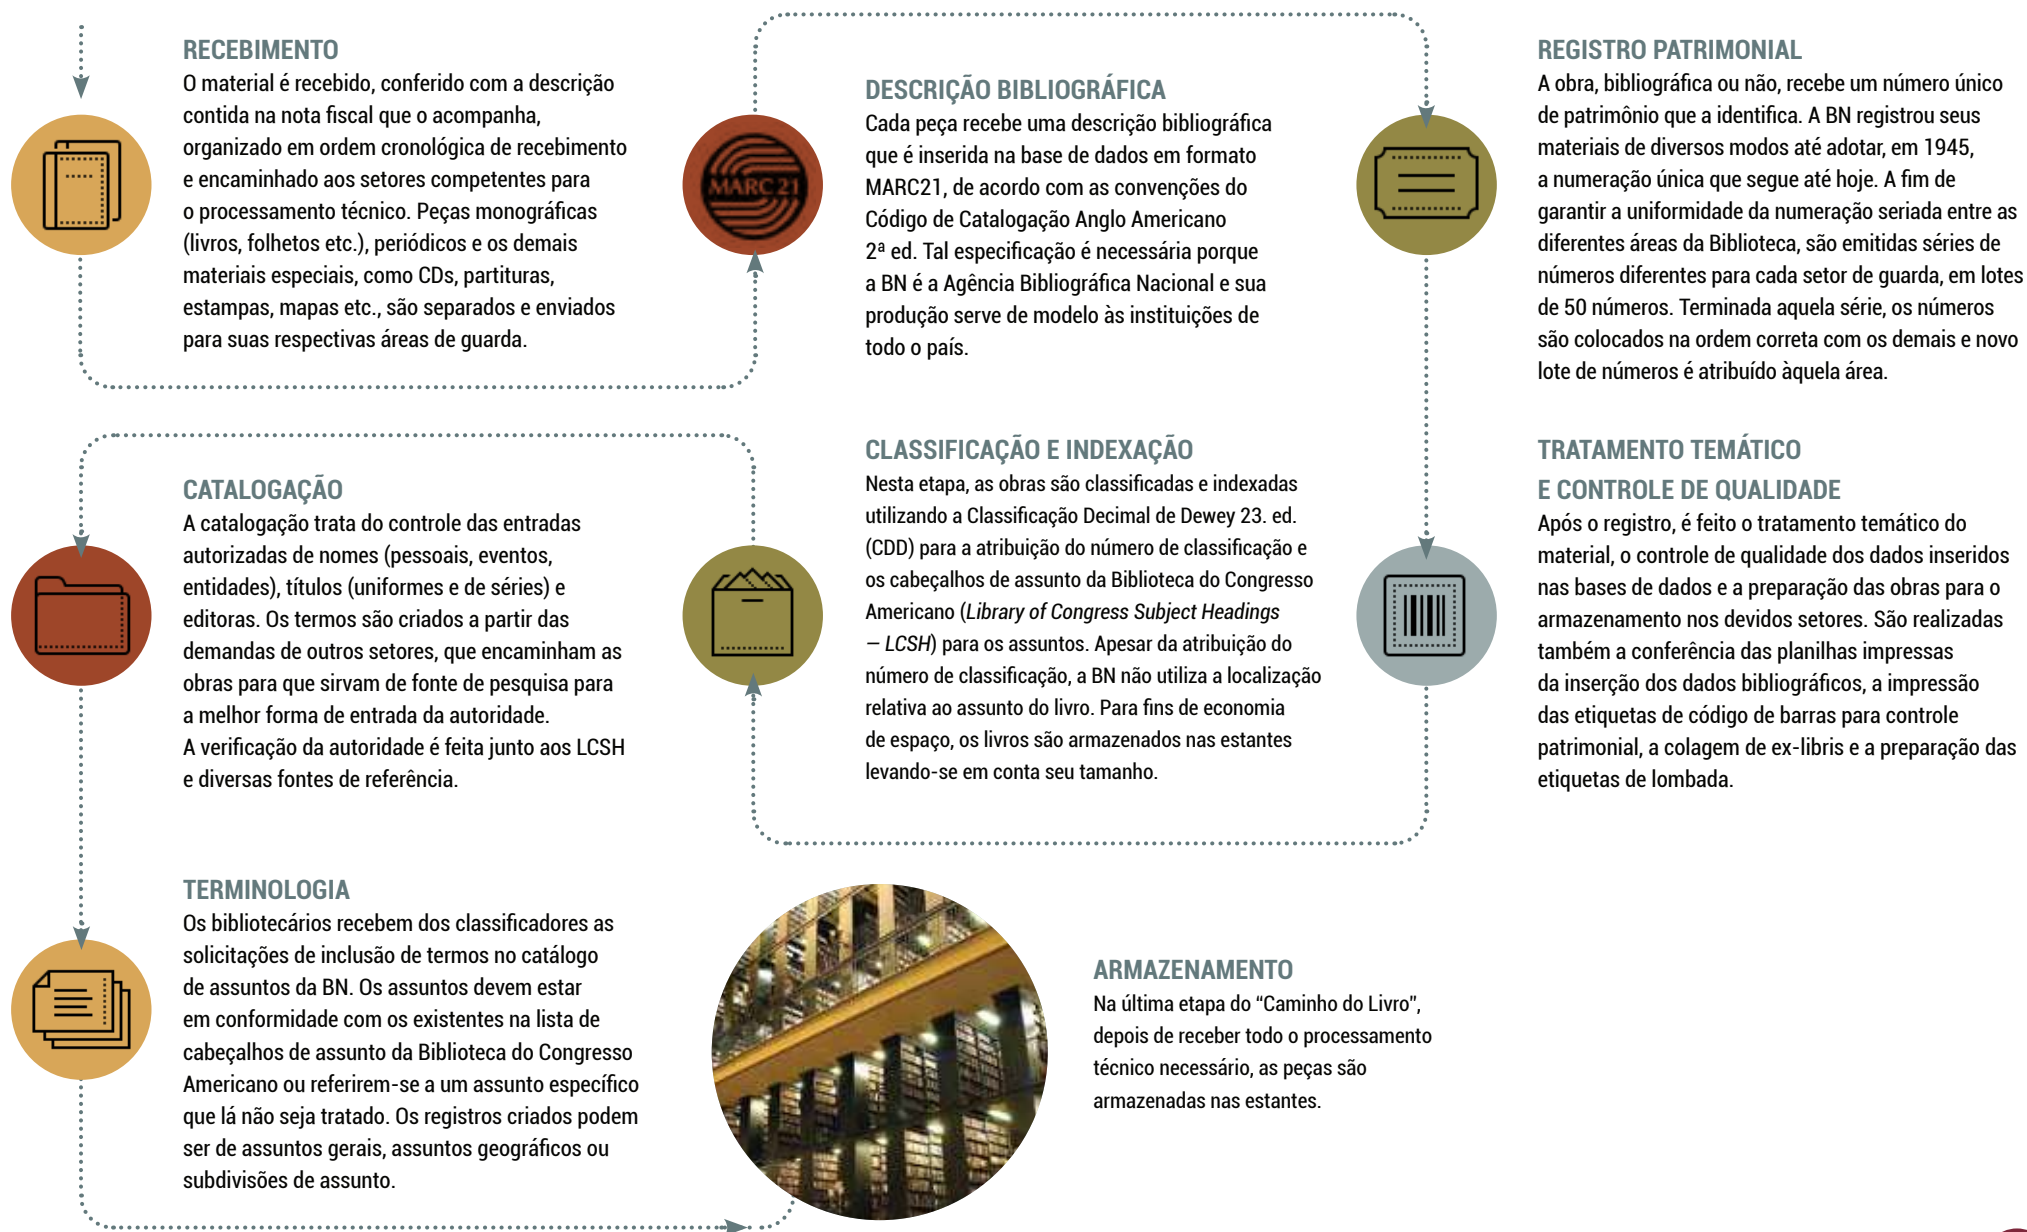 RECEBIMENTO
O material é recebido, conferido com a descrição
contida na nota fiscal que o acompanha,
organizado em ordem cronológica de recebimento
e encaminhado aos setores competentes para
o processamento técnico. Peças monográficas
(livros, folhetos etc.), periódicos e os demais
materiais especiais, como CDs, partituras,
estampas, mapas etc., são separados e enviados
para suas respectivas áreas de guarda.
MARC 21
DESCRIÇÃO BIBLIOGRÁFICA
Cada peça recebe uma descrição bibliográfica
que é inserida na base de dados em formato
MARC21, de acordo com as convenções do
Código de Catalogação Anglo Americano
2ª ed. Tal especificação é necessária porque
a BN é a Agência Bibliográfica Nacional e sua
produção serve de modelo às instituições de
todo o país.
REGISTRO PATRIMONIAL
A obra, bibliográfica ou não, recebe um número único
de patrimônio que a identifica. A BN registrou seus
materiais de diversos modos até adotar, em 1945,
a numeração única que segue até hoje. A fim de
garantir a uniformidade da numeração seriada entre as
diferentes áreas da Biblioteca, são emitidas séries de
números diferentes para cada setor de guarda, em lotes
de 50 números. Terminada aquela série, os números
são colocados na ordem correta com os demais e novo
lote de números é atribuído àquela área.
TRATAMENTO TEMÁTICO
E CONTROLE DE QUALIDADE
Após o registro, é feito o tratamento temático do
material, o controle de qualidade dos dados inseridos
nas bases de dados e a preparação das obras para o
armazenamento nos devidos setores. São realizadas
também a conferência das planilhas impressas
da inserção dos dados bibliográficos, a impressão
das etiquetas de código de barras para controle
patrimonial, a colagem de ex-libris e a preparação das
etiquetas de lombada.
CLASSIFICAÇÃO E INDEXAÇÃO
Nesta etapa, as obras são classificadas e indexadas
utilizando a Classificação Decimal de Dewey 23. ed.
(CDD) para a atribuição do número de classificação e
os cabeçalhos de assunto da Biblioteca do Congresso
Americano (Library of Congress Subject Headings
– LCSH) para os assuntos. Apesar da atribuição do
número de classificação, a BN não utiliza a localização
relativa ao assunto do livro. Para fins de economia
de espaço, os livros são armazenados nas estantes
levando-se em conta seu tamanho.
CATALOGAÇÃO
A catalogação trata do controle das entradas
autorizadas de nomes (pessoais, eventos,
entidades), títulos (uniformes e de séries) e
editoras. Os termos são criados a partir das
demandas de outros setores, que encaminham as
obras para que sirvam de fonte de pesquisa para
a melhor forma de entrada da autoridade.
A verificação da autoridade é feita junto aos LCSH
e diversas fontes de referência.
TERMINOLOGIA
Os bibliotecários recebem dos classificadores as
solicitações de inclusão de termos no catálogo
de assuntos da BN. Os assuntos devem estar
em conformidade com os existentes na lista de
cabeçalhos de assunto da Biblioteca do Congresso
Americano ou referirem-se a um assunto específico
que lá não seja tratado. Os registros criados podem
ser de assuntos gerais, assuntos geográficos ou
subdivisões de assunto.
ARMAZENAMENTO
Na última etapa do “Caminho do Livro”,
depois de receber todo o processamento
técnico necessário, as peças são
armazenadas nas estantes.